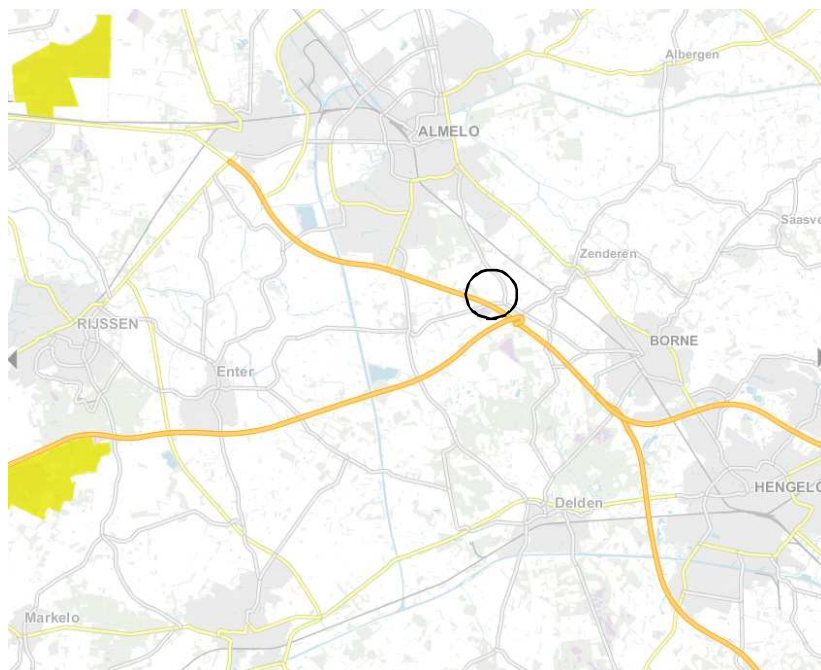 Albergen
ALMELO
Saasve
Zenderen
RIJSSEN
BORNE
Enter
HENGELO
Delden
Markelo